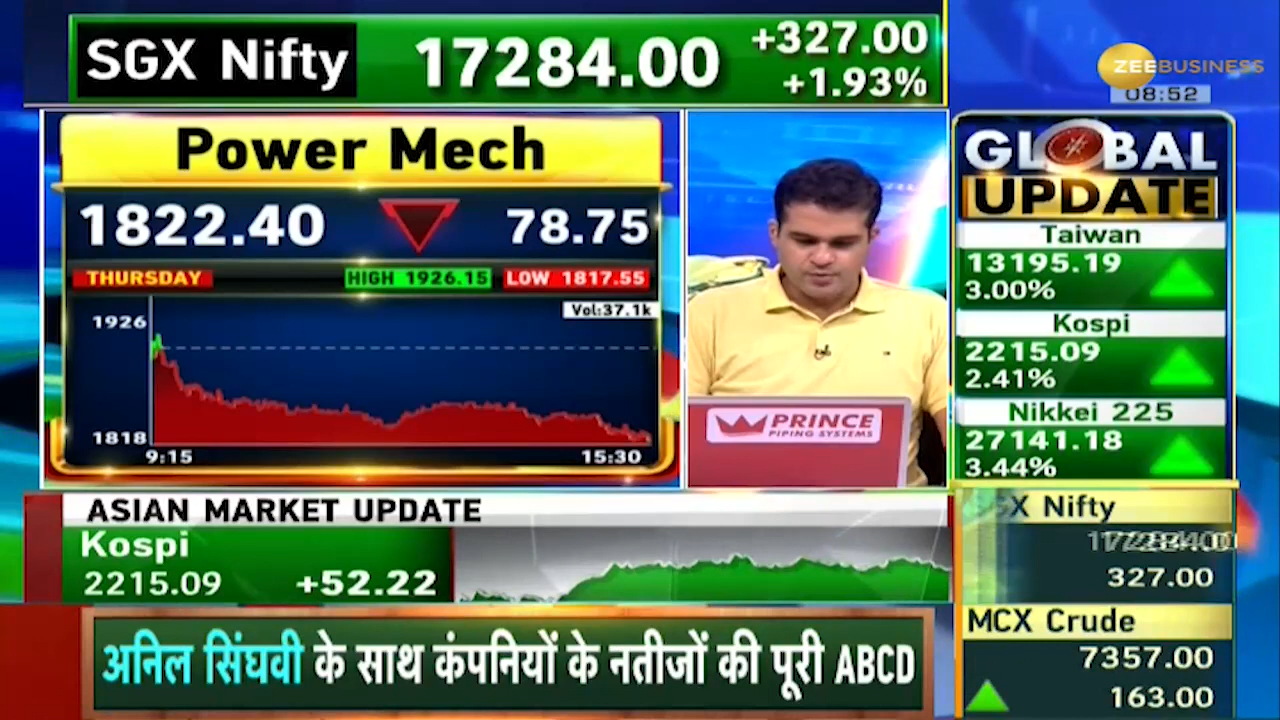 SGX Nifty 17284.00 +327.00
+1.93%
ZEEBUSINESS
08:52
Power Mech
1822.40 78.75
THURSDAY HIGH 1926.15 LOW 1817.55
Vol:37.1k
1926
1818
9:15 15:30
PRINCE
PIPING SYSTEMS
GLOBAL
UPDATE
Taiwan
13195.19
3.00%
Kospi
2215.09
2.41%
Nikkei 225
27141.18
3.44%
ASIAN MARKET UPDATE
Kospi
2215.09 +52.22
SGX Nifty
327.00
MCX Crude
7357.00
163.00
अनिल सिंघवी के साथ कंपनियों के नतीजों की पूरी ABCD